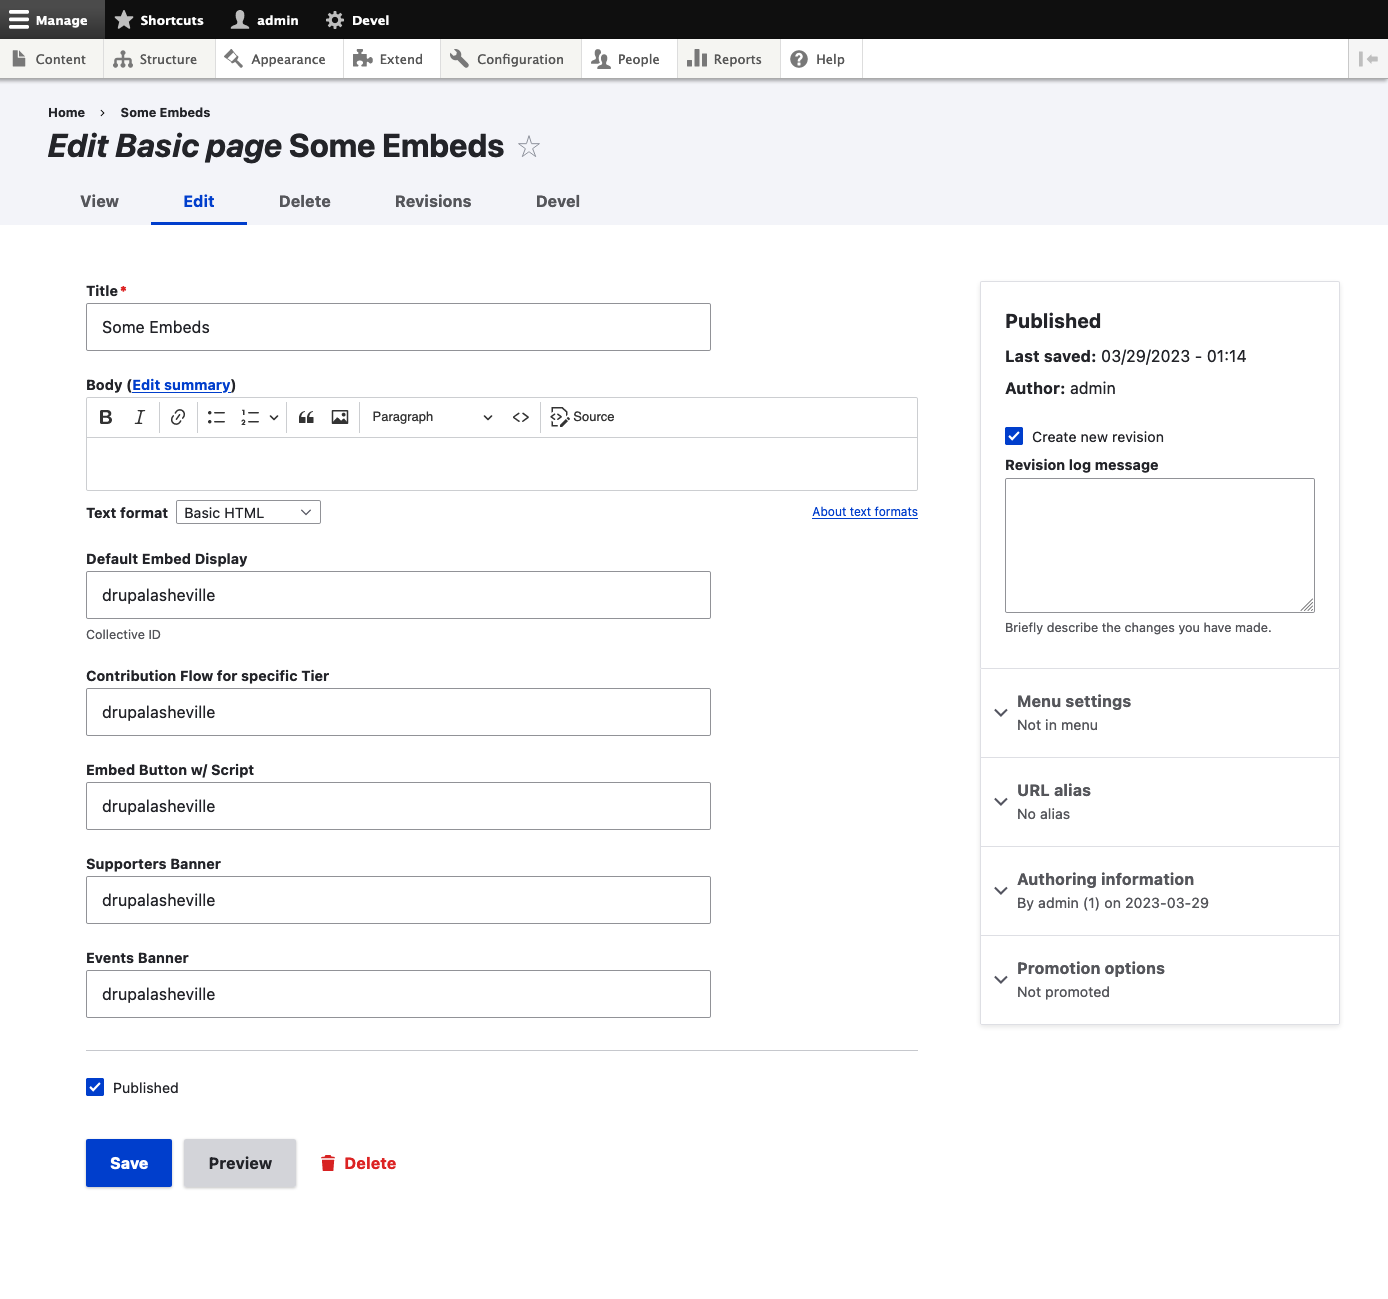 Manage Shortcuts admin Devel
Content Structure Appearance Extend Configuration People Reports Help
Home › Some Embeds
Edit Basic page Some Embeds
View Edit Delete Revisions Devel
Title*
Some Embeds
Body (Edit summary)
B I Paragraph <> Source
Text format Basic HTML About text formats
Default Embed Display
drupalasheville
Collective ID
Contribution Flow for specific Tier
drupalasheville
Embed Button w/ Script
drupalasheville
Supporters Banner
drupalasheville
Events Banner
drupalasheville
Published
Save Preview Delete
Published
Last saved: 03/29/2023 - 01:14
Author: admin
Create new revision
Revision log message
Briefly describe the changes you have made.
Menu settings
Not in menu
URL alias
No alias
Authoring information
By admin (1) on 2023-03-29
Promotion options
Not promoted